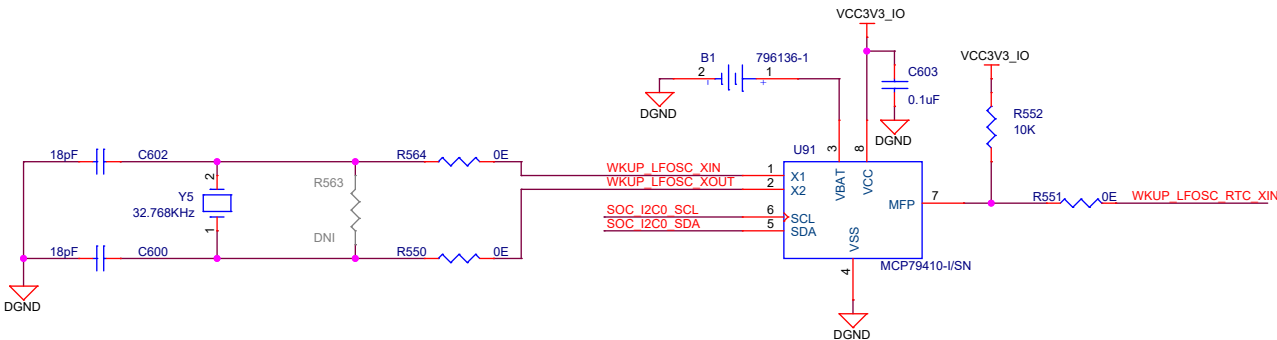 VCC3V3_IO
B1
796136-1
VCC3V3_IO
2
1
-
+
C603
0.1uF
DGND
DGND
R552
10K
18pF
C602
R564
0E
U91
3
8
WKUP_LFOSC_XIN
1
X1
VBAT
VCC
R563
2
WKUP_LFOSC_XOUT
2
X2
7
Y5
MFP
R551
0E
WKUP_LFOSC_RTC_XIN
32.768KHz
SOC_I2C0_SCL
6
SCL
1
DNI
SOC_I2C0_SDA
5
SDA
VSS
18pF
C600
R550
0E
4
MCP79410-I/SN
DGND
DGND